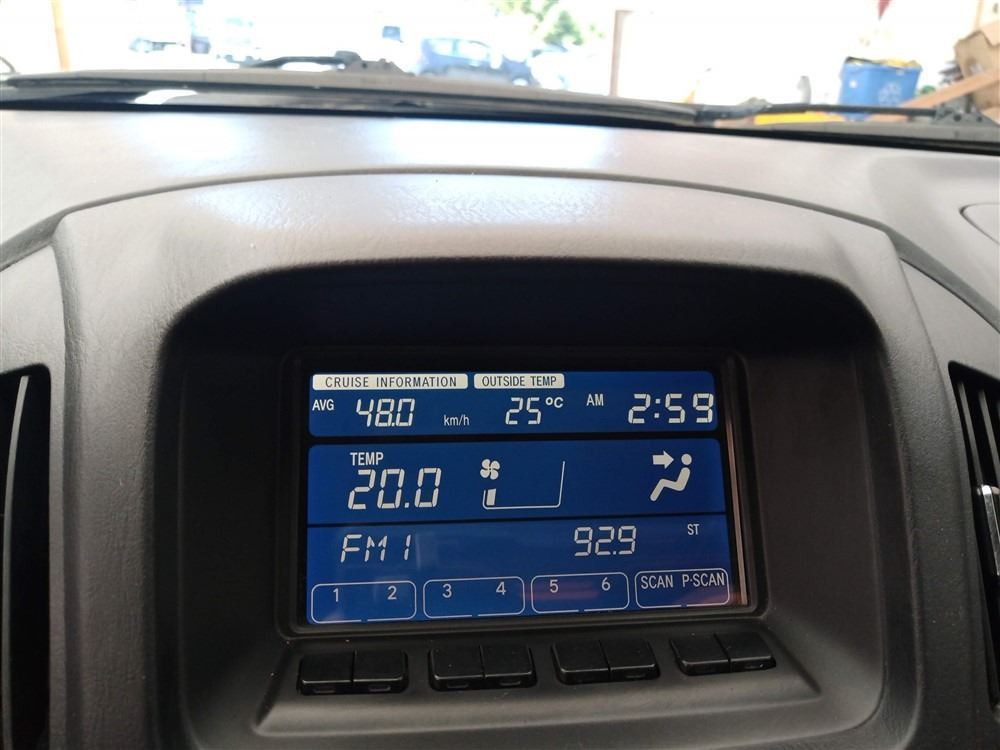 CRUISE INFORMATION OUTSIDE TEMP
AVG 48.0 km/h 25 °C AM 2:59
TEMP
20.0
FM1 92.9 ST
1 2 3 4 5 6 SCAN P·SCAN